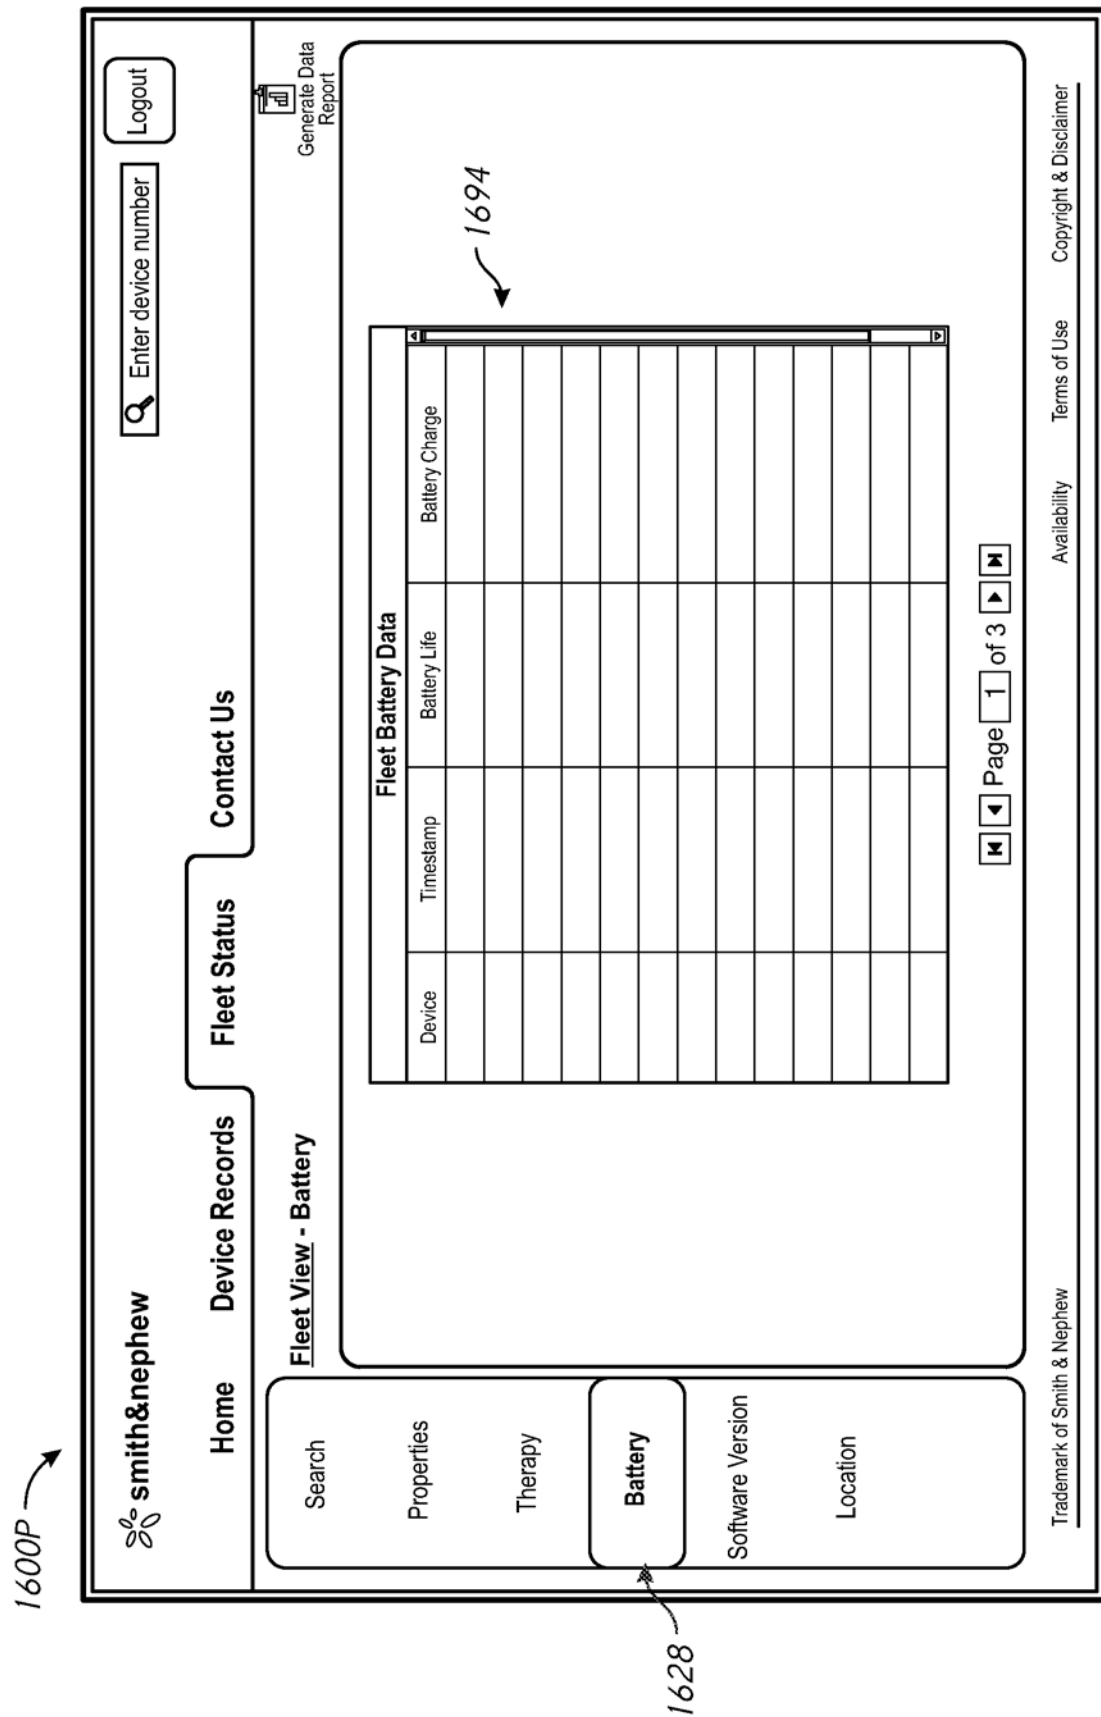 1600P
smith&nephew
Enter device number
Logout
Home
Device Records
Fleet Status
Contact Us
Fleet View - Battery
Generate Data
Report
Search
Properties
Therapy
Battery
Software Version
Location
1628
Fleet Battery Data
Device
Timestamp
Battery Life
Battery Charge
1694
Page 1 of 3
Trademark of Smith & Nephew
Availability
Terms of Use
Copyright & Disclaimer